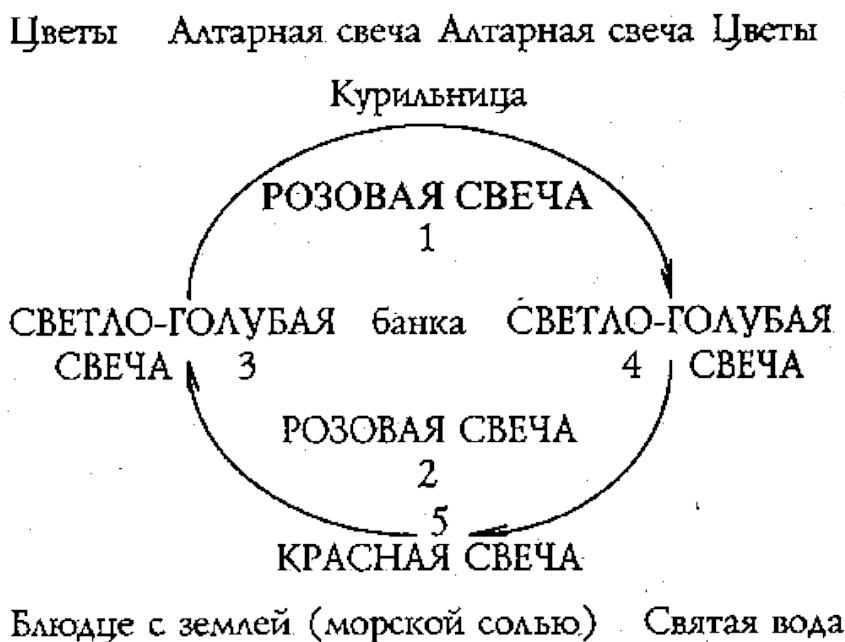 Цветы Алтарная свеча Алтарная свеча Цветы
Курильница
РОЗОВАЯ СВЕЧА
1
СВЕТЛО-ГОЛУБАЯ банка СВЕТЛО-ГОЛУБАЯ
СВЕЧА 3 4 СВЕЧА
РОЗОВАЯ СВЕЧА
2
5
КРАСНАЯ СВЕЧА
Блюдце с землей (морской солью) Святая вода